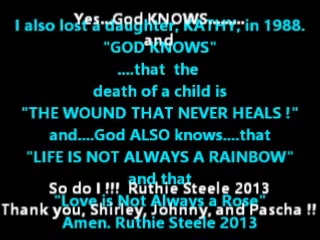 Yes...God KNOWS........
I also lost a daughter, KATHY, in 1988.
and
"GOD KNOWS"
....that the
death of a child is
"THE WOUND THAT NEVER HEALS !"
and....God ALSO knows....that
"LIFE IS NOT ALWAYS A RAINBOW"
and that
So do I !!! Ruthie Steele 2013
"Love is Not Always a Rose"
Thank you, Shirley, Johnny, and Pascha !!
Amen. Ruthie Steele 2013